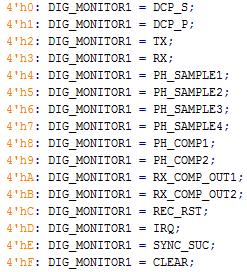 4'h0: DIG_MONITOR1 = DCP_S;
4'h1: DIG_MONITOR1 = DCP_P;
4'h2: DIG_MONITOR1 = TX;
4'h3: DIG_MONITOR1 = RX;
4'h4: DIG_MONITOR1 = PH_SAMPLE1;
4'h5: DIG_MONITOR1 = PH_SAMPLE2;
4'h6: DIG_MONITOR1 = PH_SAMPLE3;
4'h7: DIG_MONITOR1 = PH_SAMPLE4;
4'h8: DIG_MONITOR1 = PH_COMP1;
4'h9: DIG_MONITOR1 = PH_COMP2;
4'hA: DIG_MONITOR1 = RX_COMP_OUT1;
4'hB: DIG_MONITOR1 = RX_COMP_OUT2;
4'hC: DIG_MONITOR1 = REC_RST;
4'hD: DIG_MONITOR1 = IRQ;
4'hE: DIG_MONITOR1 = SYNC_SUC;
4'hF: DIG_MONITOR1 = CLEAR;